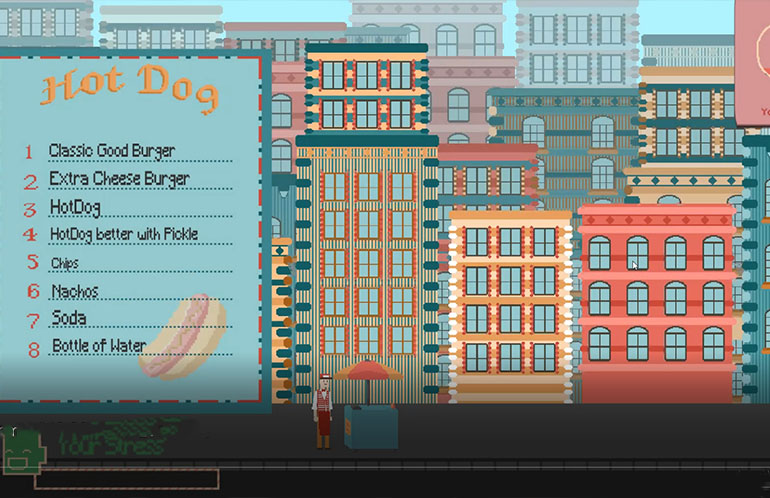 Hot Dog
1 Classic Good Burger
2 Extra Cheese Burger
3 HotDog
4 HotDog better with Pickle
5 Chips
6 Nachos
7 Soda
8 Bottle of Water
Your Stress